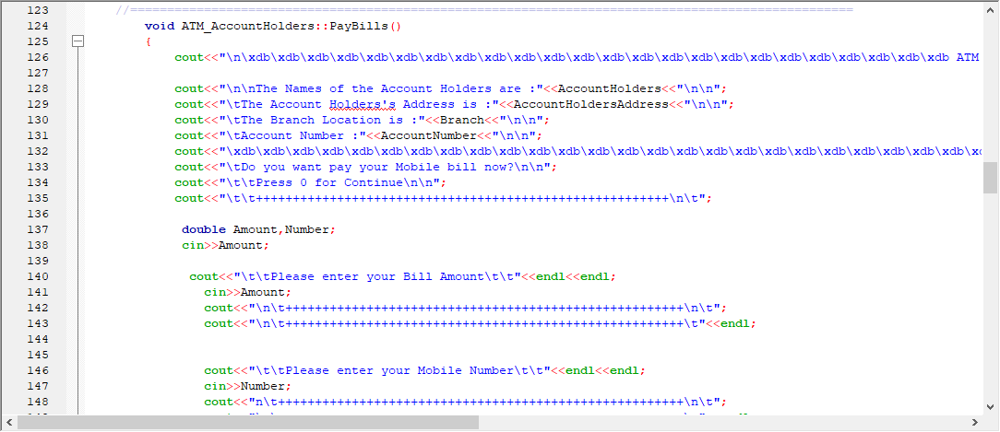 123 //==================================================================================================
124 void ATM_AccountHolders::PayBills()
125 {
126 cout<<"\n\xdb\xdb\xdb\xdb\xdb\xdb\xdb\xdb\xdb\xdb\xdb\xdb\xdb\xdb\xdb\xdb\xdb\xdb\xdb\xdb\xdb\xdb\xdb\xdb ATM
127
128 cout<<"\n\nThe Names of the Account Holders are :"<<AccountHolders<<"\n\n";
129 cout<<"\tThe Account Holders's Address is :"<<AccountHoldersAddress<<"\n\n";
130 cout<<"\tThe Branch Location is :"<<Branch<<"\n\n";
131 cout<<"\tAccount Number :"<<AccountNumber<<"\n\n";
132 cout<<"\xdb\xdb\xdb\xdb\xdb\xdb\xdb\xdb\xdb\xdb\xdb\xdb\xdb\xdb\xdb\xdb\xdb\xdb\xdb\xdb\xdb\xdb\xdb\xdb\xdb\x
133 cout<<"\tDo you want pay your Mobile bill now?\n\n";
134 cout<<"\t\tPress 0 for Continue\n\n";
135 cout<<"\t\t++++++++++++++++++++++++++++++++++++++++++++++++++++++++\n\t";
136
137 double Amount,Number;
138 cin>>Amount;
139
140 cout<<"\t\tPlease enter your Bill Amount\t\t"<<endl<<endl;
141 cin>>Amount;
142 cout<<"\n\t++++++++++++++++++++++++++++++++++++++++++++++++++++++\n\t";
143 cout<<"\n\t++++++++++++++++++++++++++++++++++++++++++++++++++++++\t"<<endl;
144
145
146 cout<<"\t\tPlease enter your Mobile Number\t\t"<<endl<<endl;
147 cin>>Number;
148 cout<<"n\t+++++++++++++++++++++++++++++++++++++++++++++++++++++++\n\t";